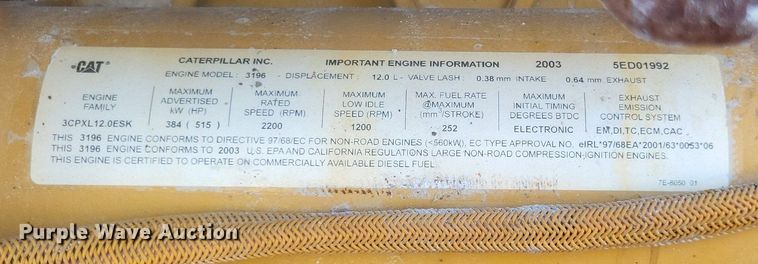 CAT CATERPILLAR INC. IMPORTANT ENGINE INFORMATION 2003 5ED01992
ENGINE MODEL: 3196 - DISPLACEMENT: 12.0 L - VALVE LASH: 0.38 mm INTAKE 0.64 mm EXHAUST
ENGINE FAMILY MAXIMUM ADVERTISED kW (HP) MAXIMUM RATED SPEED (RPM) MAXIMUM LOW IDLE SPEED (RPM) MAX. FUEL RATE @MAXIMUM (mm³/STROKE) MAXIMUM INITIAL TIMING DEGREES BTDC EXHAUST EMISSION CONTROL SYSTEM
3CPXL12.0ESK 384 (515) 2200 1200 252 ELECTRONIC EM,DI,TC,ECM,CAC
THIS 3196 ENGINE CONFORMS TO DIRECTIVE 97/68/EC FOR NON-ROAD ENGINES (<560kW), EC TYPE APPROVAL NO. eIRL*97/68EA*2001/63*0053*06
THIS 3196 ENGINE CONFORMS TO 2003 U.S. EPA AND CALIFORNIA REGULATIONS LARGE NON-ROAD COMPRESSION-IGNITION ENGINES.
THIS ENGINE IS CERTIFIED TO OPERATE ON COMMERCIALLY AVAILABLE DIESEL FUEL.
7E-6050 01
Purple Wave Auction